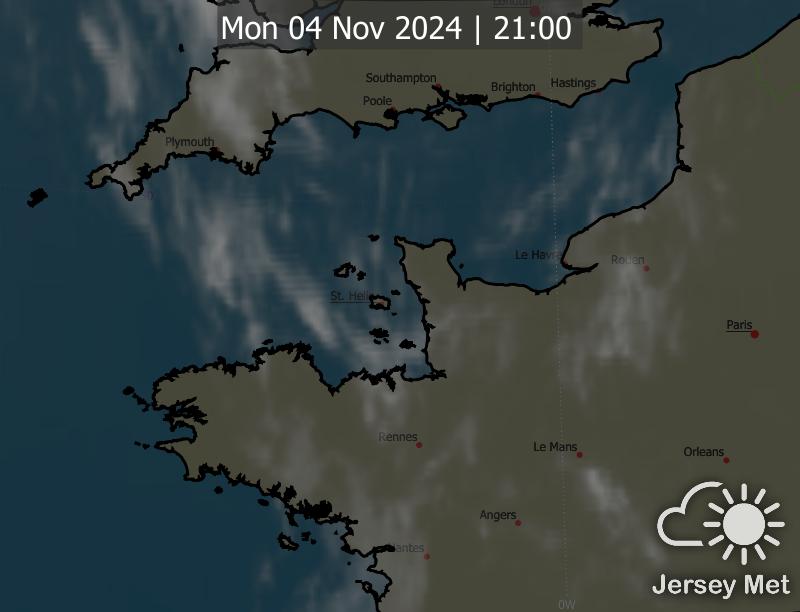 London
Mon 04 Nov 2024 | 21:00
Southampton
Brighton
Hastings
Poole
Plymouth
Le Havre
Rouen
St. Helier
Paris
Rennes
Le Mans
Orleans
Angers
Nantes
0W
Jersey Met